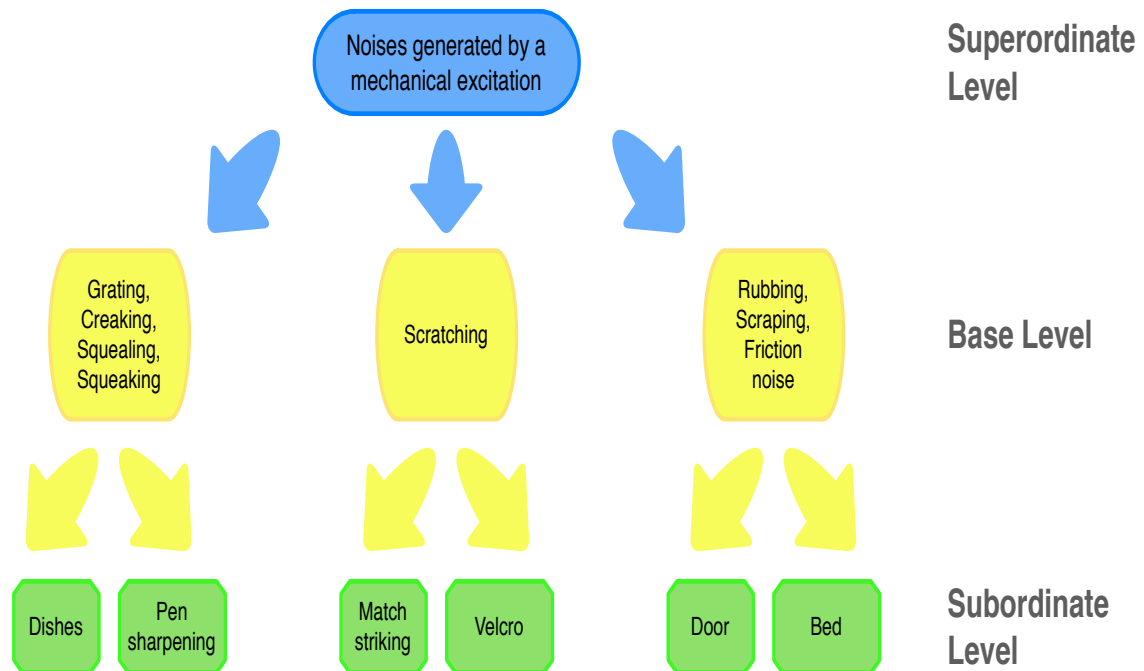 Noises generated by a
mechanical excitation
Superordinate
Level
Grating,
Creaking,
Squealing,
Squeaking
Scratching
Rubbing,
Scraping,
Friction
noise
Base Level
Dishes
Pen
sharpening
Match
striking
Velcro
Door
Bed
Subordinate
Level